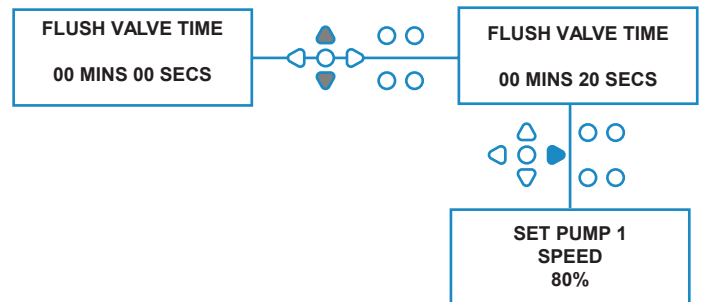 FLUSH VALVE TIME
00 MINS 00 SECS
FLUSH VALVE TIME
00 MINS 20 SECS
SET PUMP 1
SPEED
80%